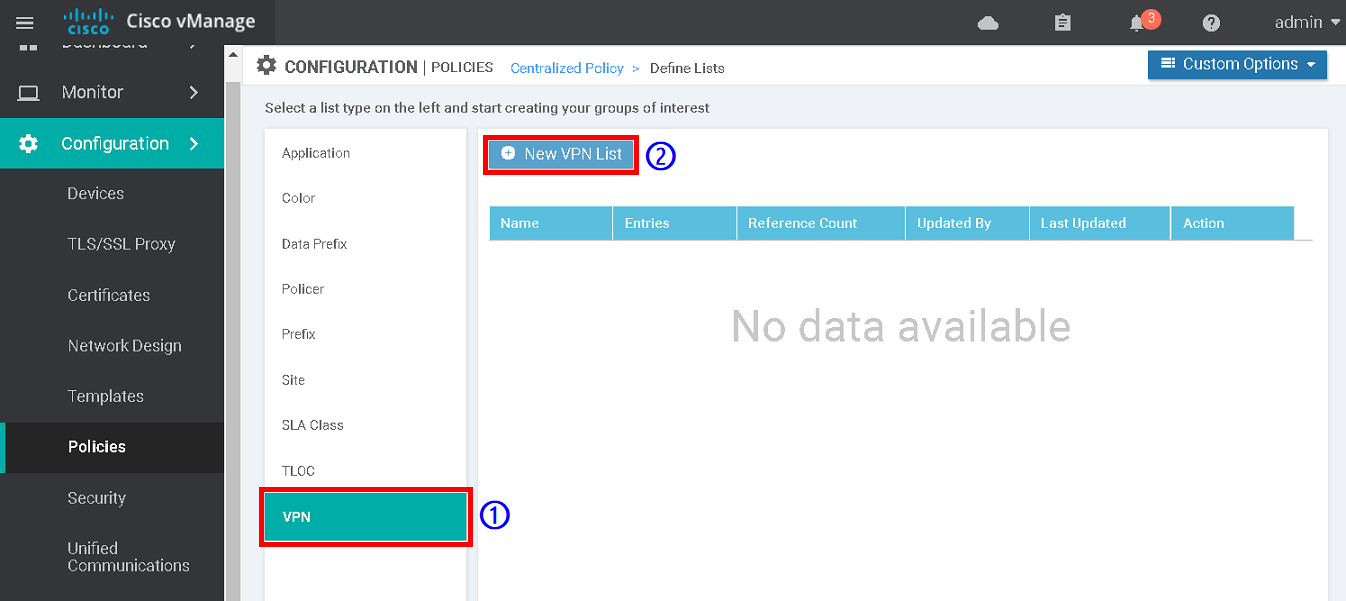 cisco Cisco vManage
3
admin
Dashboard
Monitor
Configuration
Devices
TLS/SSL Proxy
Certificates
Network Design
Templates
Policies
Security
Unified
Communications
CONFIGURATION | POLICIES Centralized Policy > Define Lists
Custom Options
Select a list type on the left and start creating your groups of interest
Application
Color
Data Prefix
Policer
Prefix
Site
SLA Class
TLOC
VPN
①
New VPN List
②
Name Entries Reference Count Updated By Last Updated Action
No data available